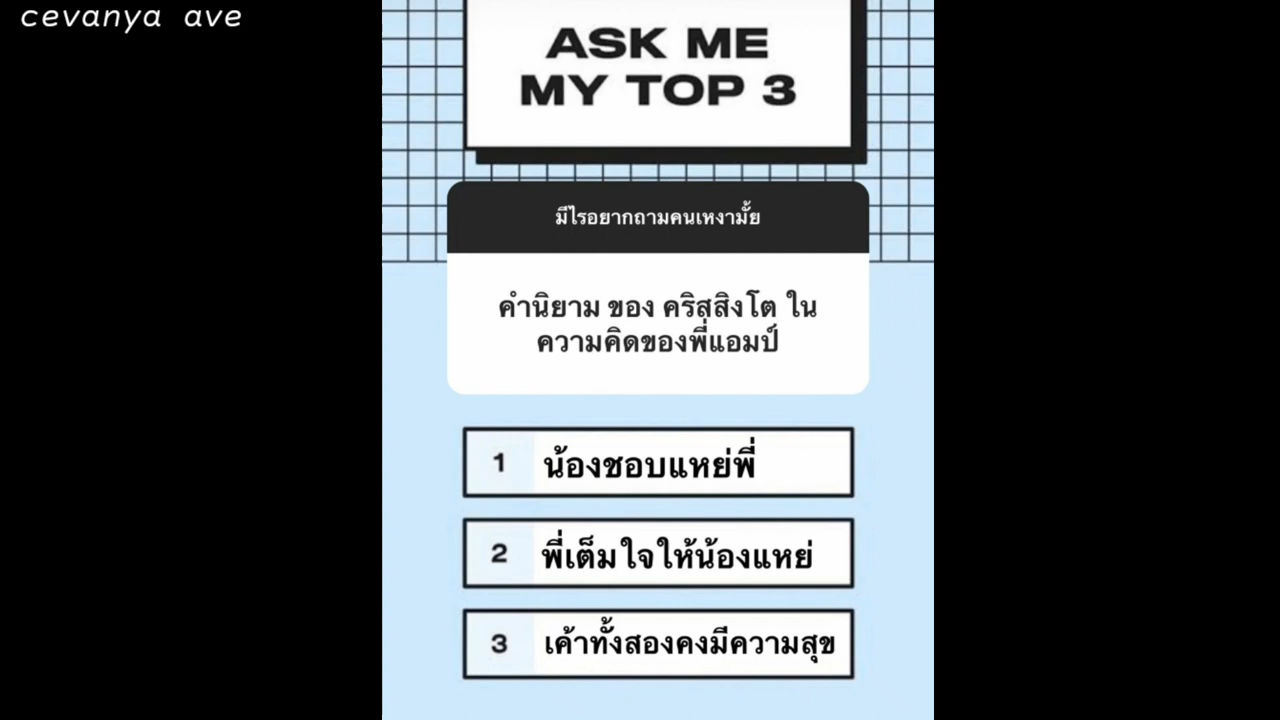 cevanya ave
ASK ME
MY TOP 3
มีไรอยากถามคนเหงามั้ย
คำนิยาม ของ คริสสิงโต ใน
ความคิดของพี่แอมป์
1 น้องชอบแหย่พี่
2 พี่เต็มใจให้น้องแหย่
3 เค้าทั้งสองคงมีความสุข